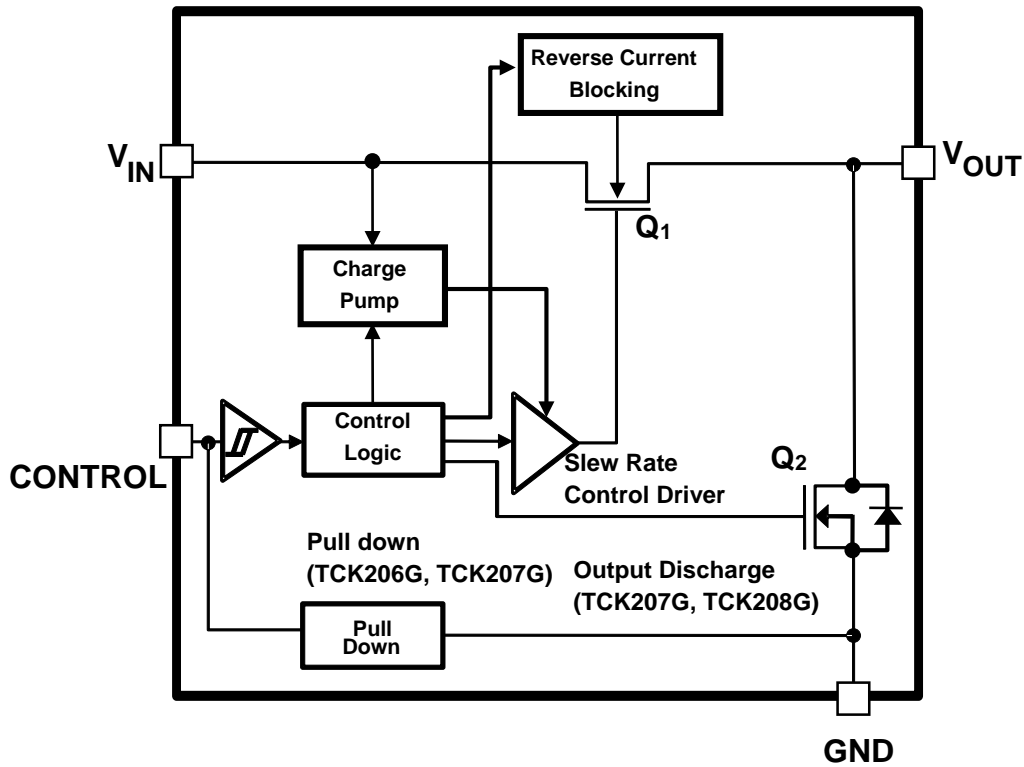 Reverse Current
Blocking
VIN
VOUT
Q1
Charge
Pump
Control
Logic
CONTROL
Slew Rate
Control Driver
Q2
Pull down
(TCK206G, TCK207G)
Output Discharge
(TCK207G, TCK208G)
Pull
Down
GND